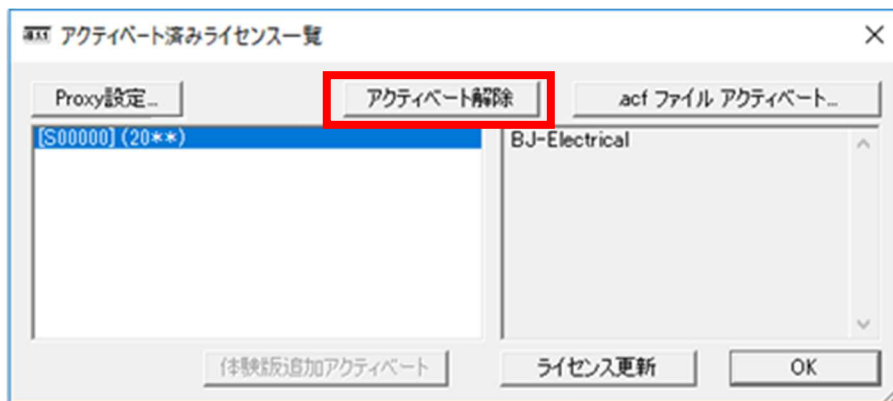 アクティベート済みライセンス一覧
Proxy設定...
アクティベート解除
.acf ファイル アクティベート...
[S00000] (20**)
BJ-Electrical
体験版追加アクティベート
ライセンス更新
OK